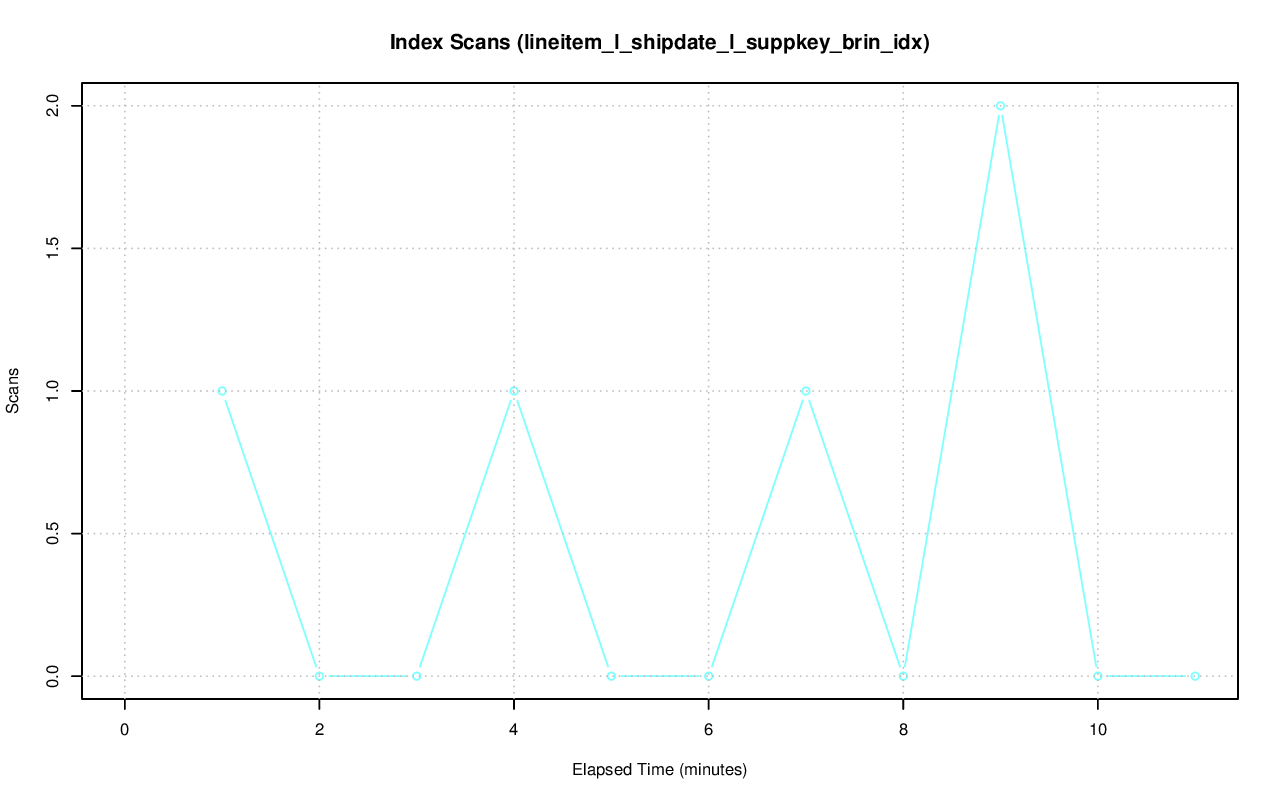 Index Scans (lineitem_l_shipdate_l_suppkey_brin_idx)
2.0
1.5
1.0
0.5
0.0
Scans
0 2 4 6 8 10
Elapsed Time (minutes)